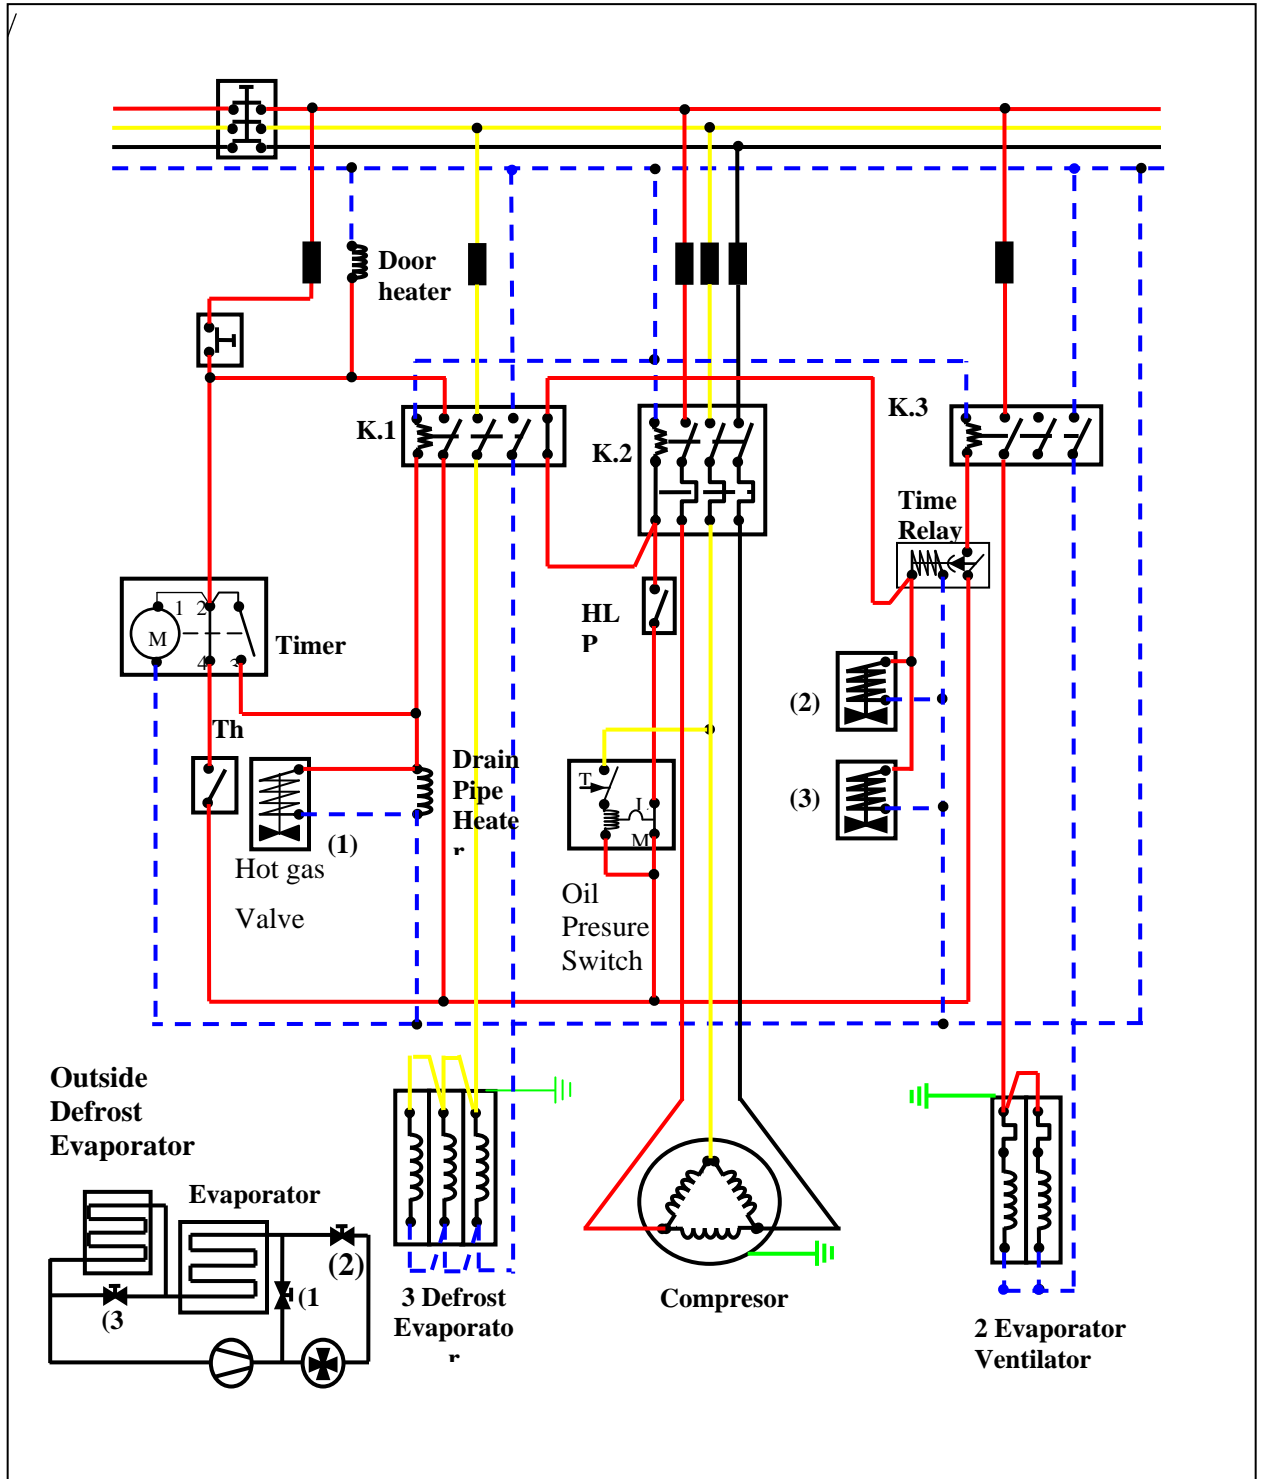 /
Door
heater
K.1
K.2
K.3
Time
Relay
1 2
M
4 3
Timer
HL
P
(2)
Th
Drain
Pipe
Heate
r
T
L
M
(3)
(1)
Hot gas
Valve
Oil
Presure
Switch
Outside
Defrost
Evaporator
Evaporator
(2)
(1
(3
3 Defrost
Evaporato
r
Compresor
2 Evaporator
Ventilator